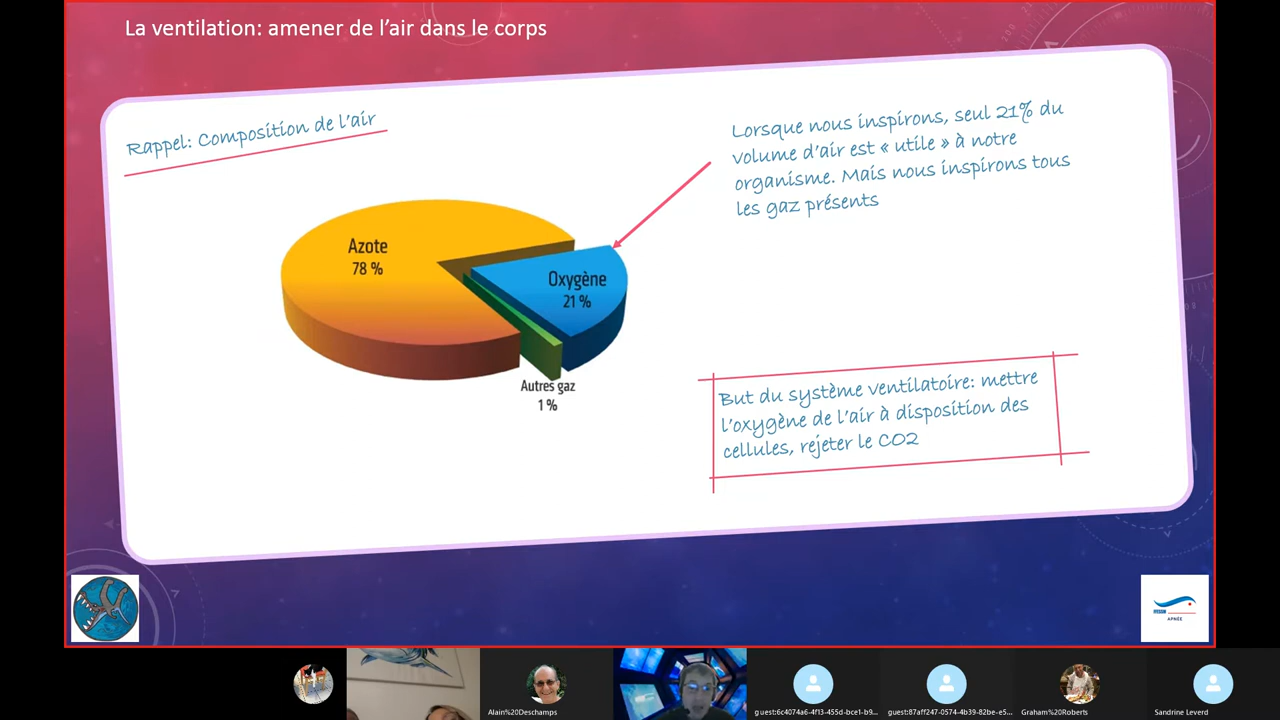 La ventilation: amener de l'air dans le corps
Rappel: Composition de l'air
Lorsque nous inspirons, seul 21% du
volume d'air est « utile » à notre
organisme. Mais nous inspirons tous
les gaz présents
Azote
78 %
Oxygène
21 %
Autres gaz
1 %
But du système ventilatoire: mettre
l'oxygène de l'air à disposition des
cellules, rejeter le CO2
FFESSM
APNÉE
Alain%20Deschamps
guest:6c4074a6-4f13-455d-bce1-b9...
guest:87aff247-0574-4b39-82be-e5...
Graham%20Roberts
Sandrine Leverd